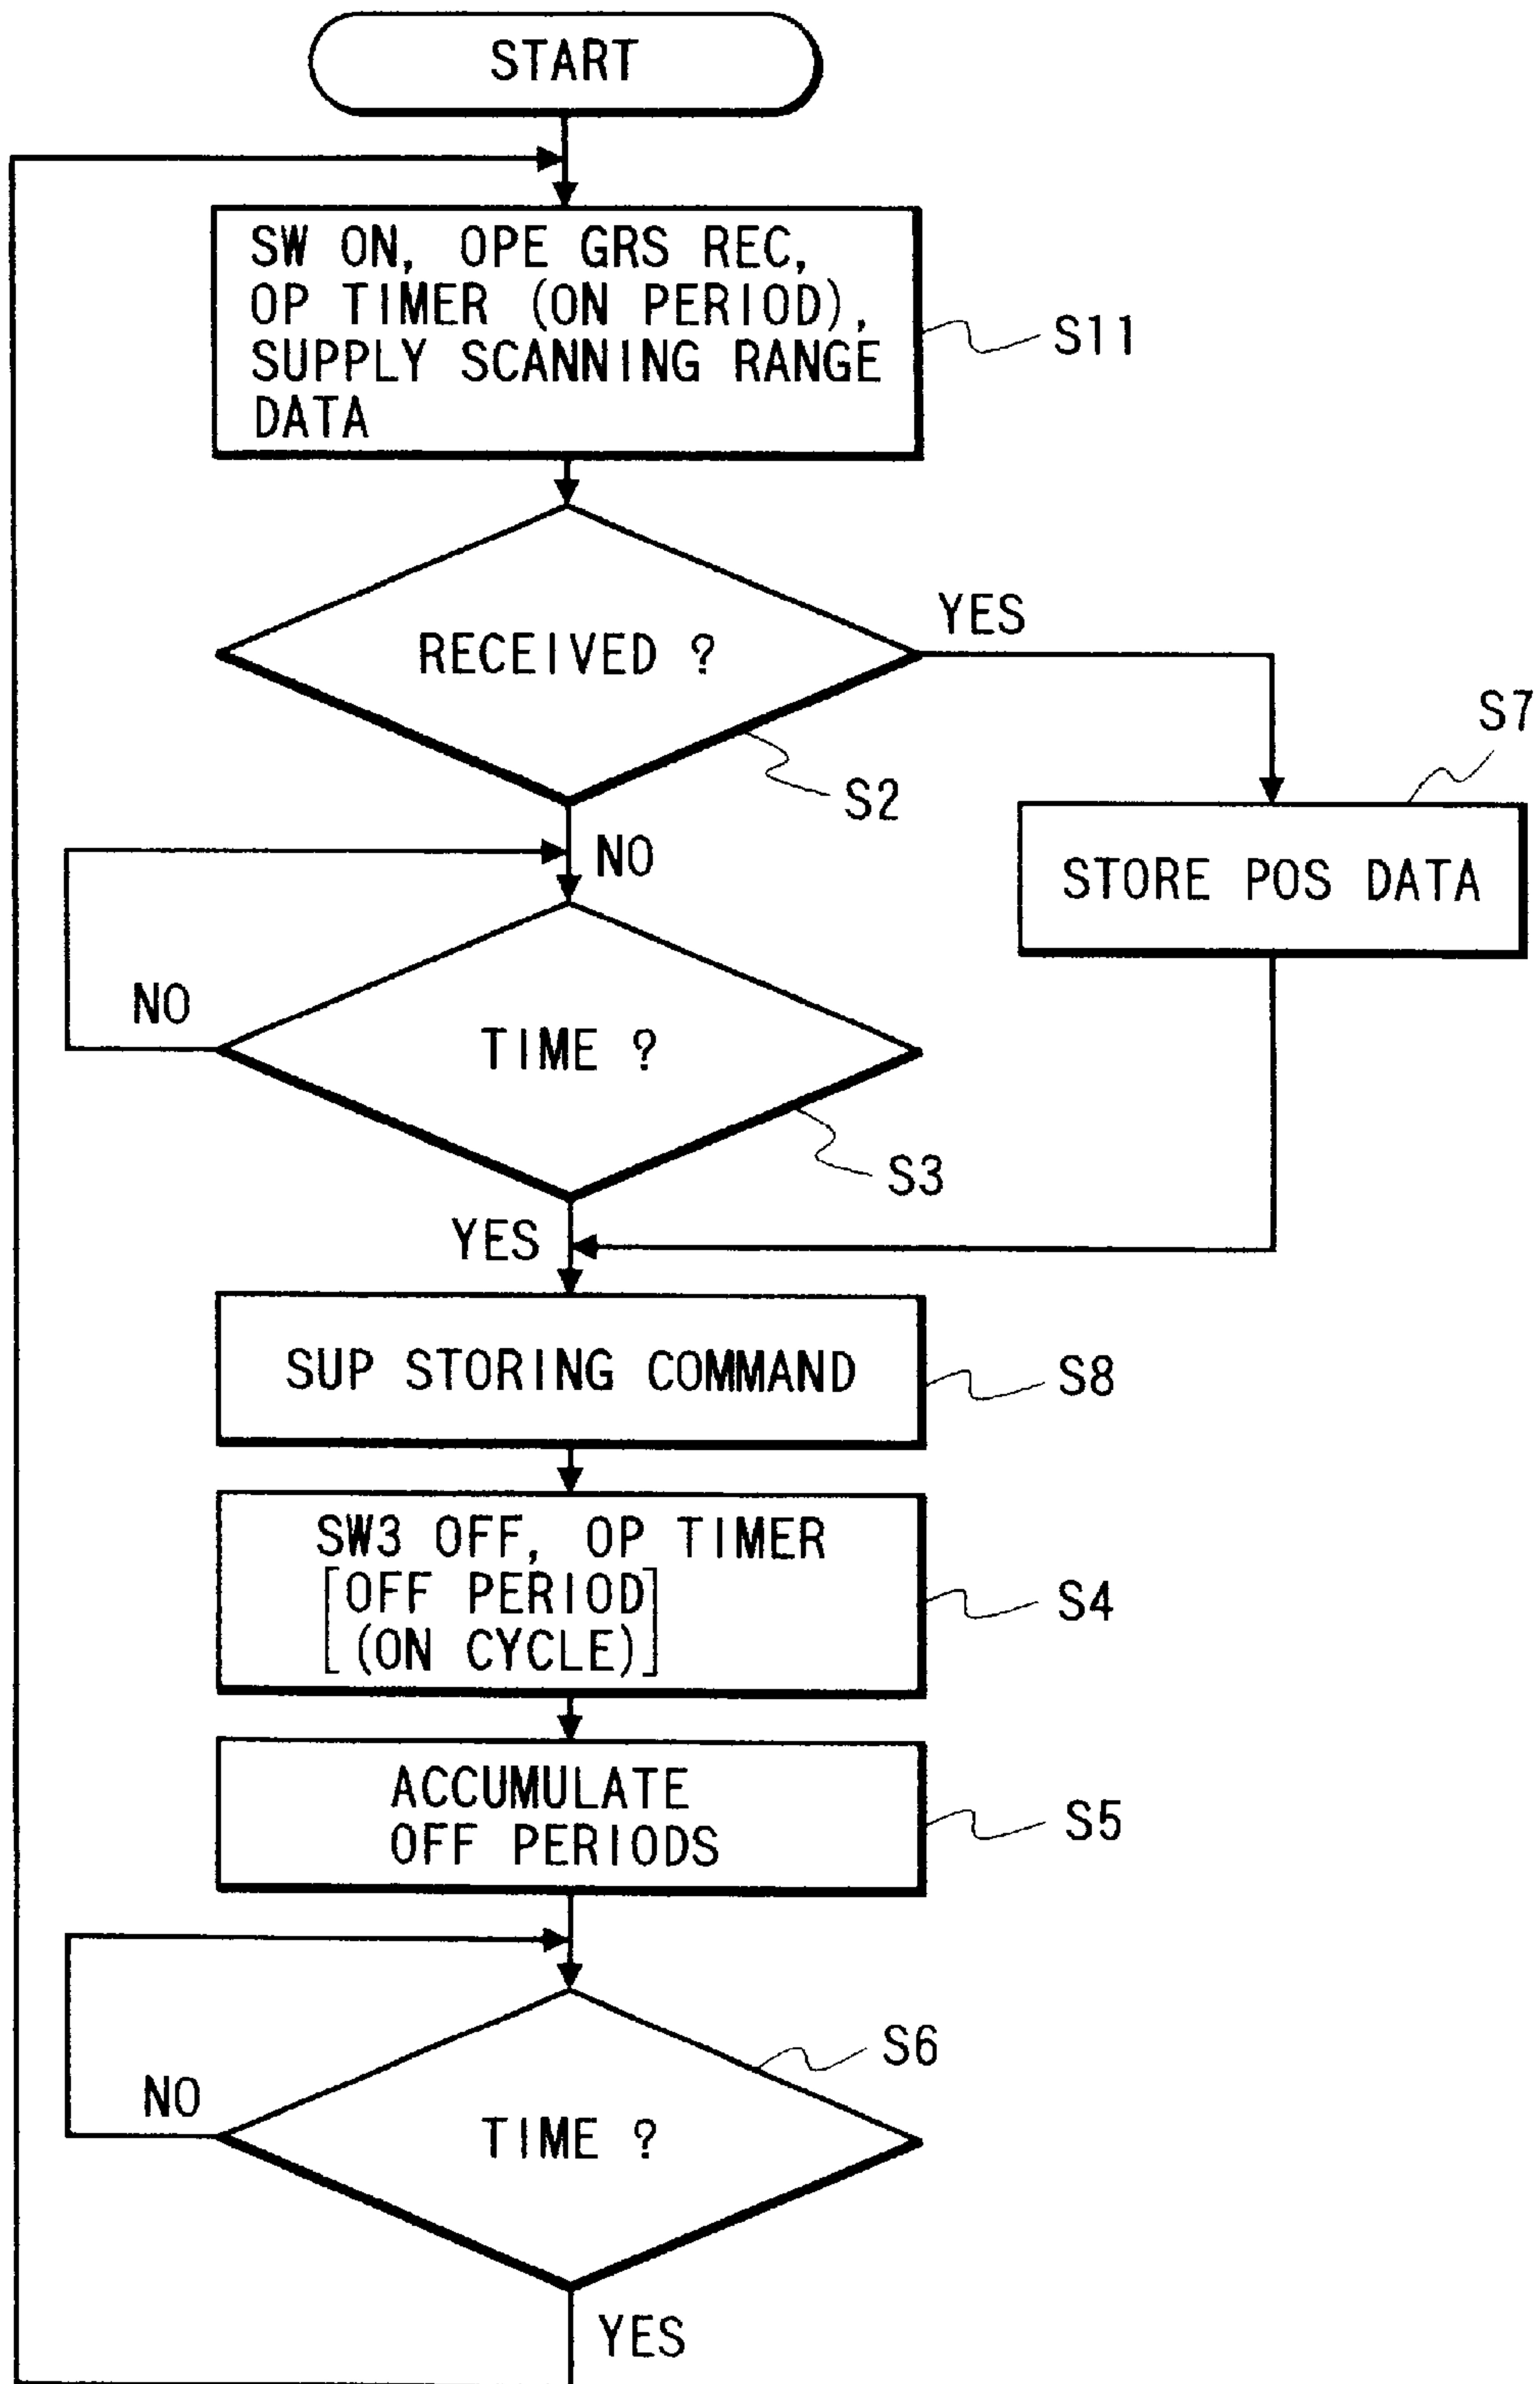 START
SW ON, OPE GRS REC,
OP TIMER (ON PERIOD),
SUPPLY SCANNING RANGE
DATA
S11
RECEIVED ?
YES
S2
S7
STORE POS DATA
NO
NO
TIME ?
S3
YES
SUP STORING COMMAND
S8
SW3 OFF, OP TIMER
[OFF PERIOD
(ON CYCLE)]
S4
ACCUMULATE
OFF PERIODS
S5
S6
NO
TIME ?
YES